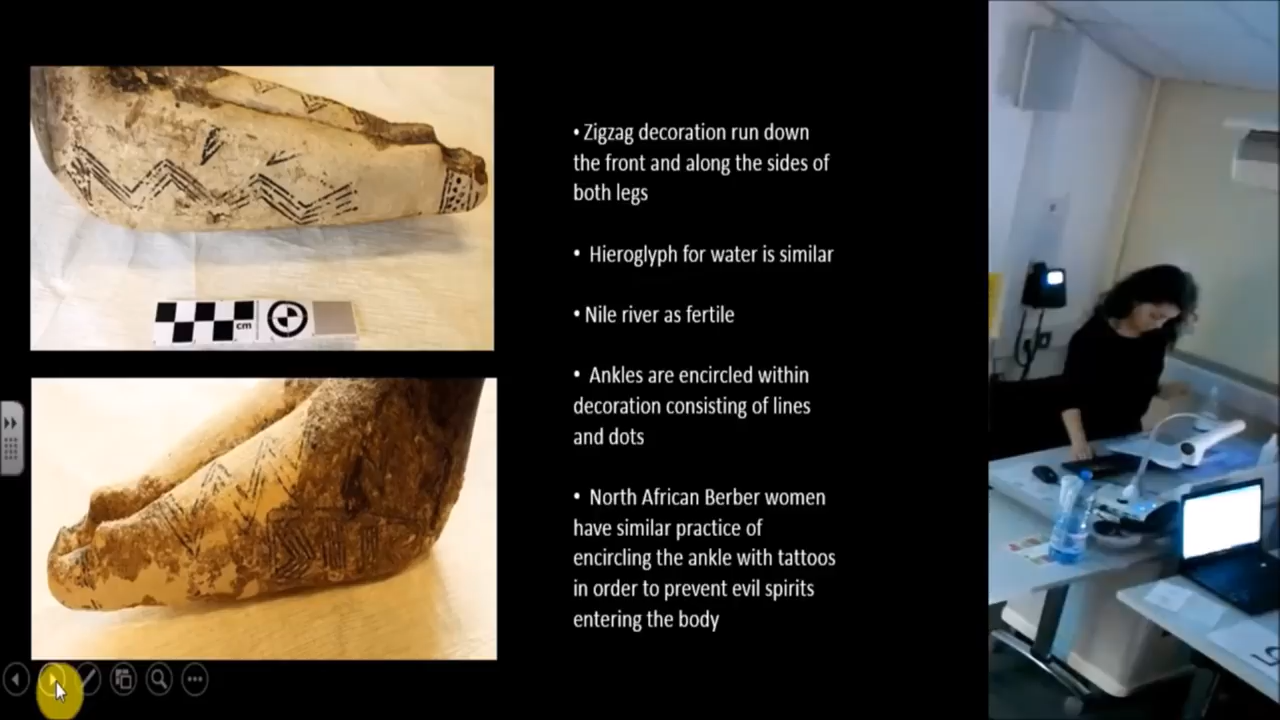 • Zigzag decoration run down
the front and along the sides of
both legs
• Hieroglyph for water is similar
• Nile river as fertile
• Ankles are encircled within
decoration consisting of lines
and dots
• North African Berber women
have similar practice of
encircling the ankle with tattoos
in order to prevent evil spirits
entering the body
cm